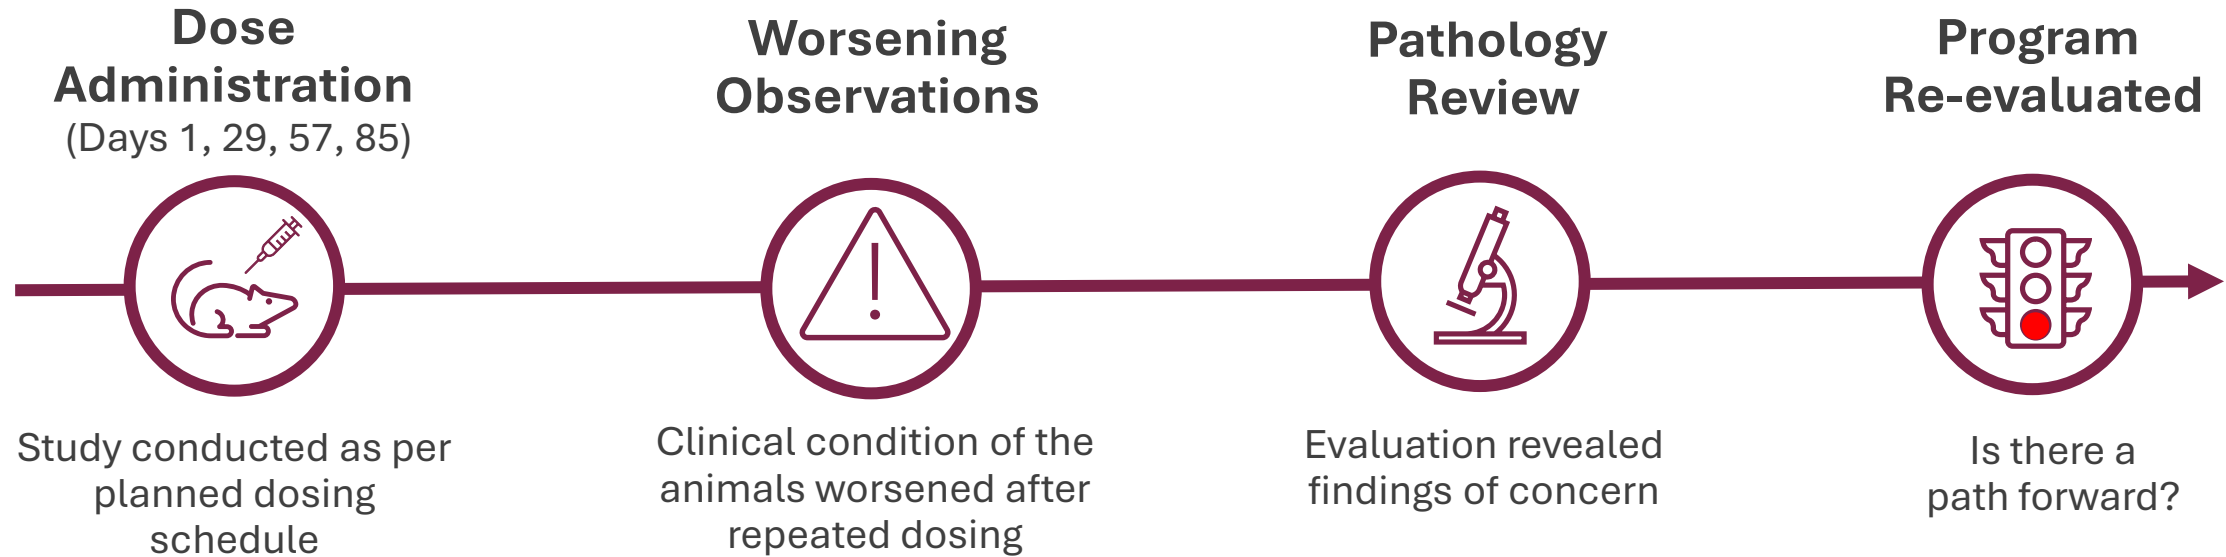 Dose
Administration
(Days 1, 29, 57, 85)
Study conducted as per
planned dosing
schedule
Worsening
Observations
Clinical condition of the
animals worsened after
repeated dosing
Pathology
Review
Evaluation revealed
findings of concern
Program
Re-evaluated
Is there a
path forward?